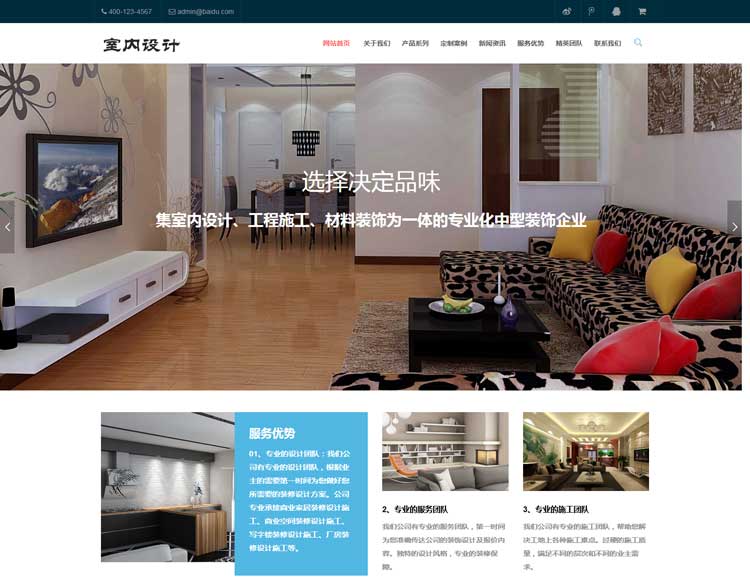 400-123-4567
admin@baidu.com
室内设计
网站首页 关于我们 产品系列 定制案例 新闻资讯 服务优势 精英团队 联系我们
选择决定品味
集室内设计、工程施工、材料装饰为一体的专业化中型装饰企业
服务优势
01、专业的设计团队：我们公
司有专业的设计团队，根据业
主的需要第一时间为您做好您
所需要的装修设计方案。公司
专业承接商业家居装修设计施
工、商业空间装修设计施工、
写字楼装修设计施工、厂房装
修设计施工等。
2、专业的服务团队
我们公司有专业的服务团队，第一时间
为您准确传达公司的装饰设计及报价内
容。独特的设计风格，专业的装修保
障。
3、专业的施工团队
我们公司有专业的施工团队，帮助您解
决工地上各种施工难点。过硬的施工质
量，满足不同的层次和不同的业主需
求。